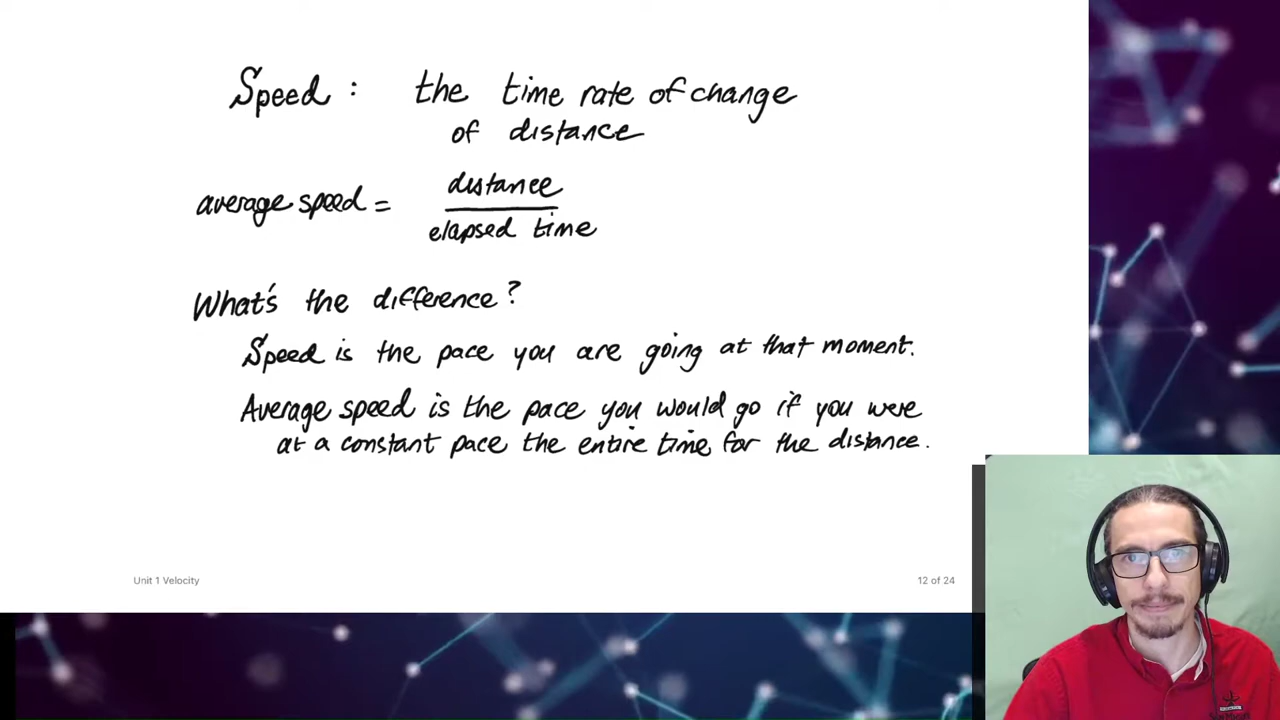 Speed : the time rate of change
of distance
average speed = distance
elapsed time
What's the difference?
Speed is the pace you are going at that moment.
Average speed is the pace you would go if you were
at a constant pace the entire time for the distance.
Unit 1 Velocity
12 of 24